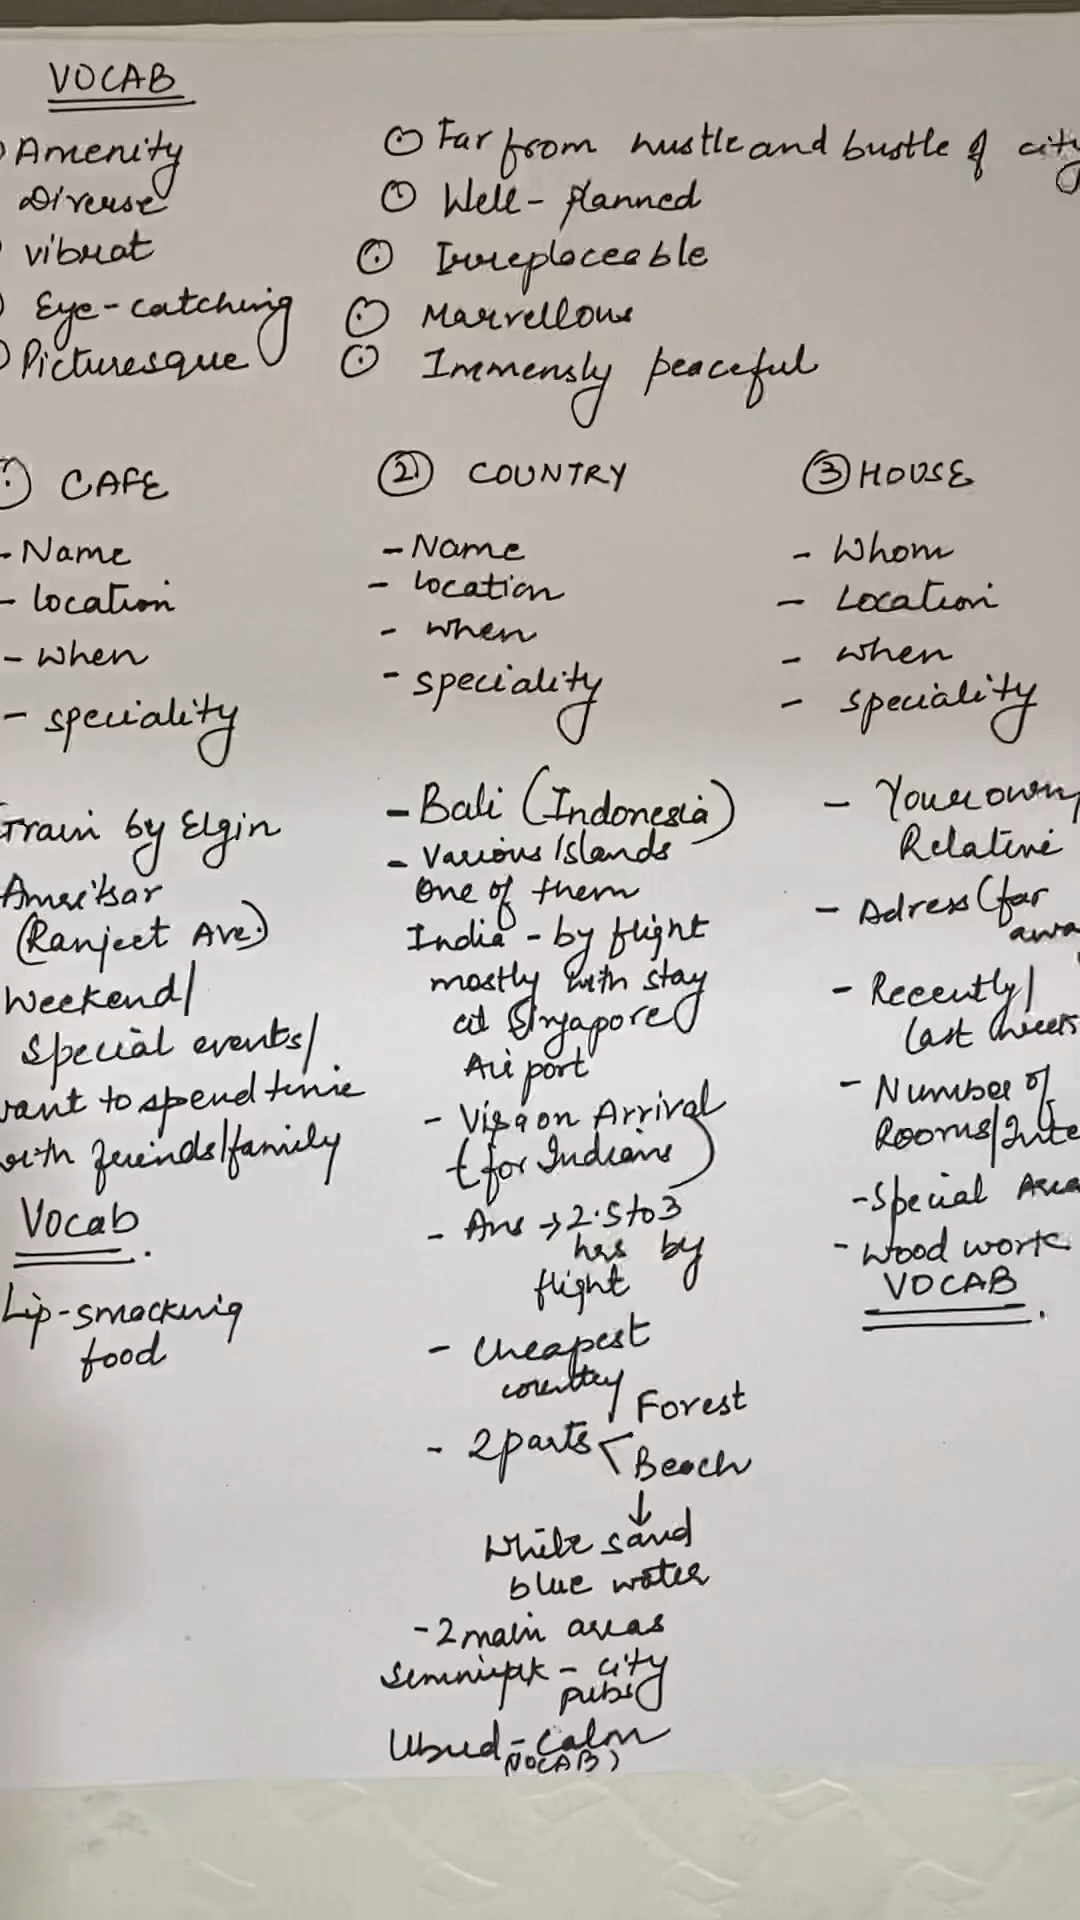 VOCAB
Amenity
Diverse
vibrat
Eye-catching
Picturesque
Far from hustle and bustle of city
Well-planned
Irreplaceable
Marvellous
Immensly peaceful
CAFE
- Name
- location
- when
- speciality
Train by Elgin
Amritsar
(Ranjeet Ave.)
Weekend/
special events/
want to spend time
with friends/family
Vocab
Lip-smacking
food
2 COUNTRY
- Name
- location
- when
- speciality
- Bali (Indonesia)
- Various Islands
One of them
India - by flight
mostly with stay
at Singapore
Airport
- Visa on Arrival
(for Indians)
- Ans → 2.5 to 3
hrs by
flight
- Cheapest
country
- 2 parts
Forest
Beach
↓
White sand
blue water
- 2 main areas
- city
pubs
Ubud - Calm
(VOCAB)
3 HOUSE
- Whom
- Location
- when
- speciality
- Your own
Relative
- Adress (far
awa
- Recently/
last week
- Number of
Rooms/Inte
- Special Area
- wood work
VOCAB